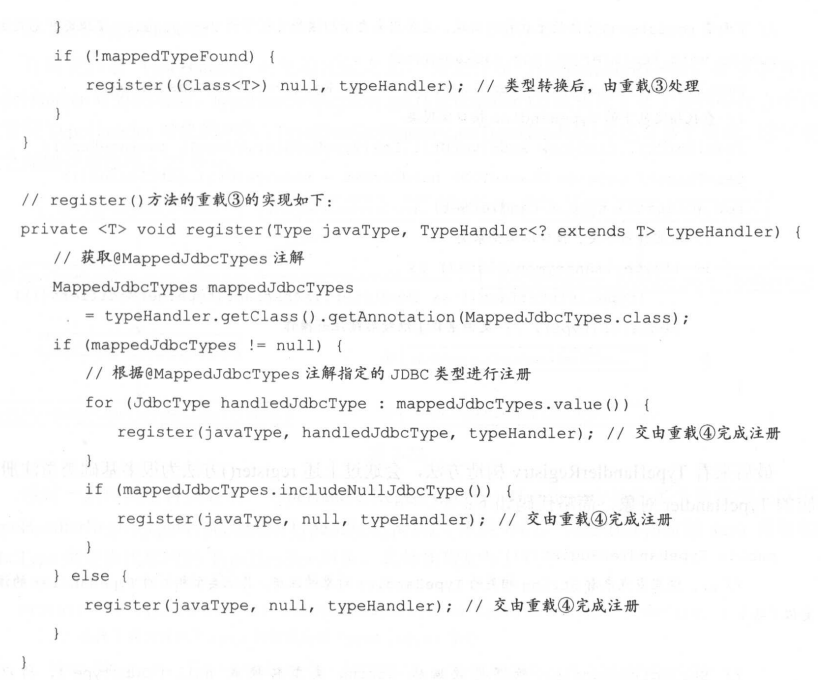 }
if (!mappedTypeFound) {
register((Class<T>) null, typeHandler); // 类型转换后，由重载③处理
}
}
// register()方法的重载③的实现如下：
private <T> void register(Type javaType, TypeHandler<? extends T> typeHandler) {
// 获取@MappedJdbcTypes 注解
MappedJdbcTypes mappedJdbcTypes
= typeHandler.getClass().getAnnotation(MappedJdbcTypes.class);
if (mappedJdbcTypes != null) {
// 根据@MappedJdbcTypes 注解指定的 JDBC 类型进行注册
for (JdbcType handledJdbcType : mappedJdbcTypes.value()) {
register(javaType, handledJdbcType, typeHandler); // 交由重载④完成注册
}
if (mappedJdbcTypes.includeNullJdbcType()) {
register(javaType, null, typeHandler); // 交由重载④完成注册
}
} else {
register(javaType, null, typeHandler); // 交由重载④完成注册
}
}